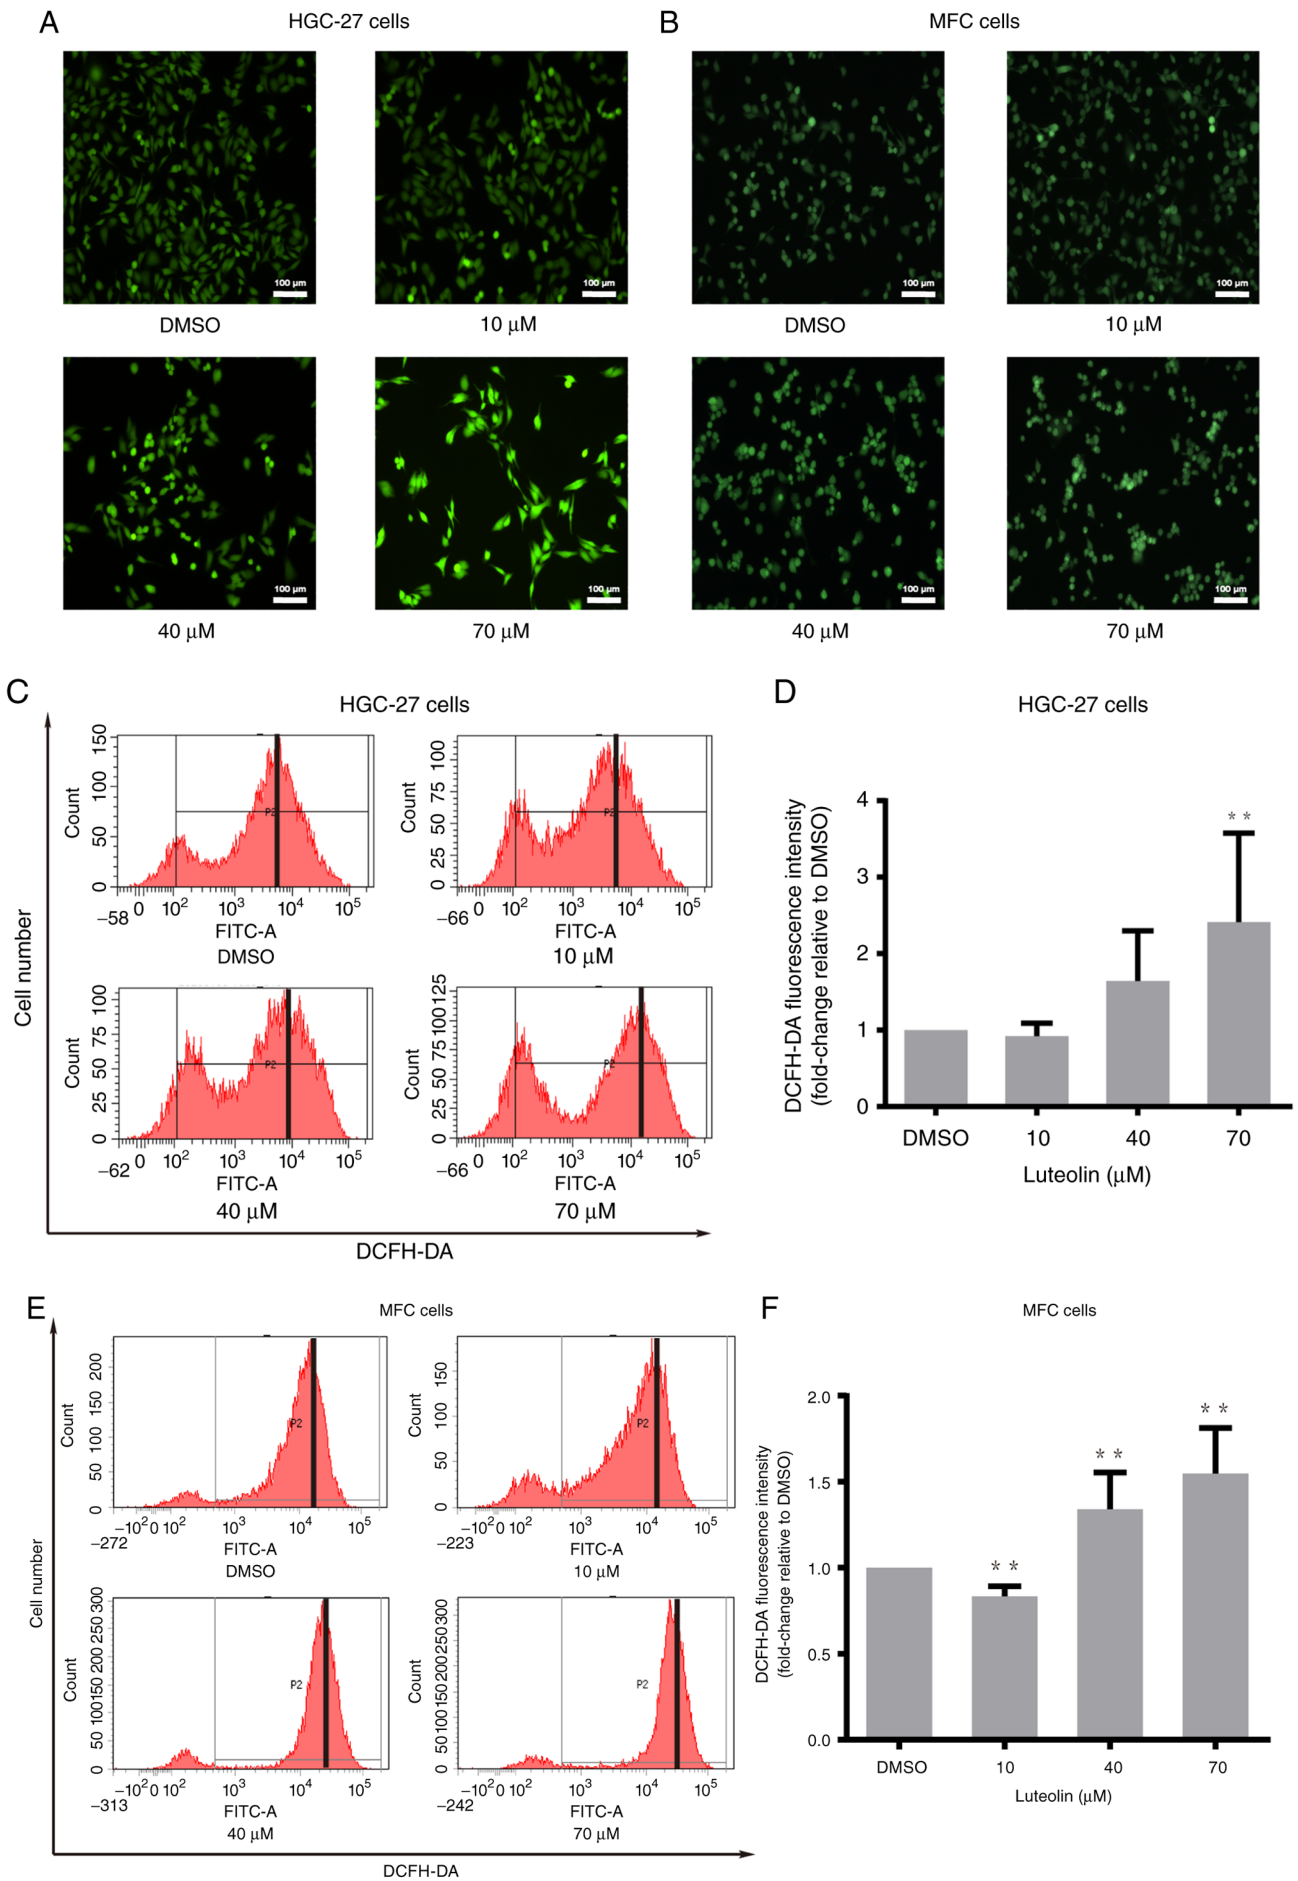 A
HGC-27 cells
B
MFC cells
100 µm
100 µm
100 µm
100 µm
DMSO
10 µM
DMSO
10 µM
100 µm
100 µm
100 µm
100 µm
40 µM
70 µM
40 µM
70 µM
C
HGC-27 cells
Cell number
Count
150
100
50
0
P2
−58
0
10²
10³
10⁴
10⁵
FITC-A
DMSO
Count
100
75
50
25
0
P2
−66
0
10²
10³
10⁴
10⁵
FITC-A
10 µM
Count
100
75
50
25
0
P2
−62
0
10²
10³
10⁴
10⁵
FITC-A
40 µM
Count
125
100
75
50
25
0
P2
−66
0
10²
10³
10⁴
10⁵
FITC-A
70 µM
DCFH-DA
D
HGC-27 cells
DCFH-DA fluorescence intensity
(fold-change relative to DMSO)
4
3
2
1
0
**
DMSO
10
40
70
Luteolin (µM)
E
MFC cells
Cell number
Count
200
150
100
50
0
P2
−272
−10² 0 10²
10³
10⁴
10⁵
FITC-A
DMSO
Count
150
100
50
0
P2
−223
−10² 0 10²
10³
10⁴
10⁵
FITC-A
10 µM
Count
300
250
200
150
100
50
0
P2
−313
−10² 0 10²
10³
10⁴
10⁵
FITC-A
40 µM
Count
300
250
200
150
100
50
0
P2
−242
−10² 0 10²
10³
10⁴
10⁵
FITC-A
70 µM
DCFH-DA
F
MFC cells
DCFH-DA fluorescence intensity
(fold-change relative to DMSO)
2.0
1.5
1.0
0.5
0.0
**
**
**
DMSO
10
40
70
Luteolin (µM)